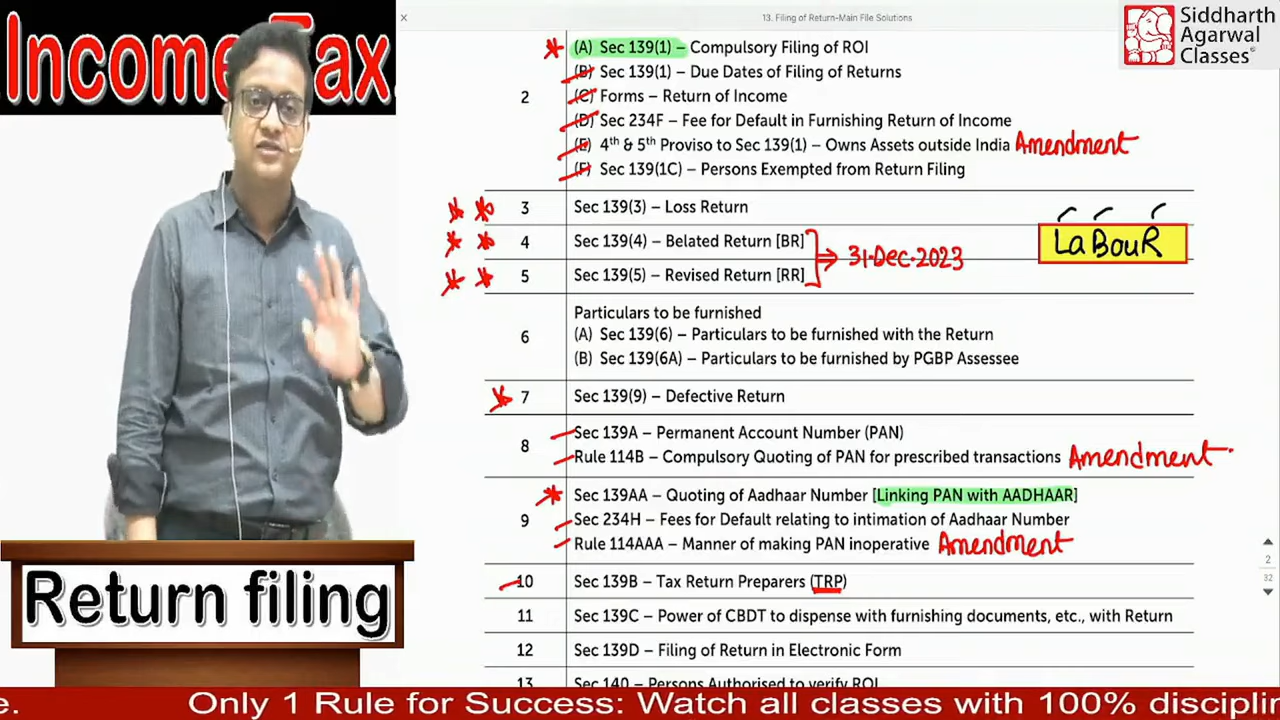 Income Tax.
13. Filing of Return-Main File Solutions
Siddharth
Agarwal
Classes®
2
(A) Sec 139(1) – Compulsory Filing of ROI
(B) Sec 139(1) – Due Dates of Filing of Returns
(C) Forms – Return of Income
(D) Sec 234F – Fee for Default in Furnishing Return of Income
(E) 4th & 5th Proviso to Sec 139(1) – Owns Assets outside India Amendment
(F) Sec 139(1C) – Persons Exempted from Return Filing
3 Sec 139(3) – Loss Return
4 Sec 139(4) – Belated Return [BR]
5 Sec 139(5) – Revised Return [RR]
31.Dec.2023
LaBouR
6
Particulars to be furnished
(A) Sec 139(6) – Particulars to be furnished with the Return
(B) Sec 139(6A) – Particulars to be furnished by PGBP Assessee
7 Sec 139(9) – Defective Return
8
Sec 139A – Permanent Account Number (PAN)
Rule 114B – Compulsory Quoting of PAN for prescribed transactions Amendment
9
Sec 139AA – Quoting of Aadhaar Number [Linking PAN with AADHAAR]
Sec 234H – Fees for Default relating to intimation of Aadhaar Number
Rule 114AAA – Manner of making PAN inoperative Amendment
10 Sec 139B – Tax Return Preparers (TRP)
11 Sec 139C – Power of CBDT to dispense with furnishing documents, etc., with Return
12 Sec 139D – Filing of Return in Electronic Form
13 Sec 140 – Persons Authorised to verify ROI
2
32
Return filing
e. Only 1 Rule for Success: Watch all classes with 100% disciplin